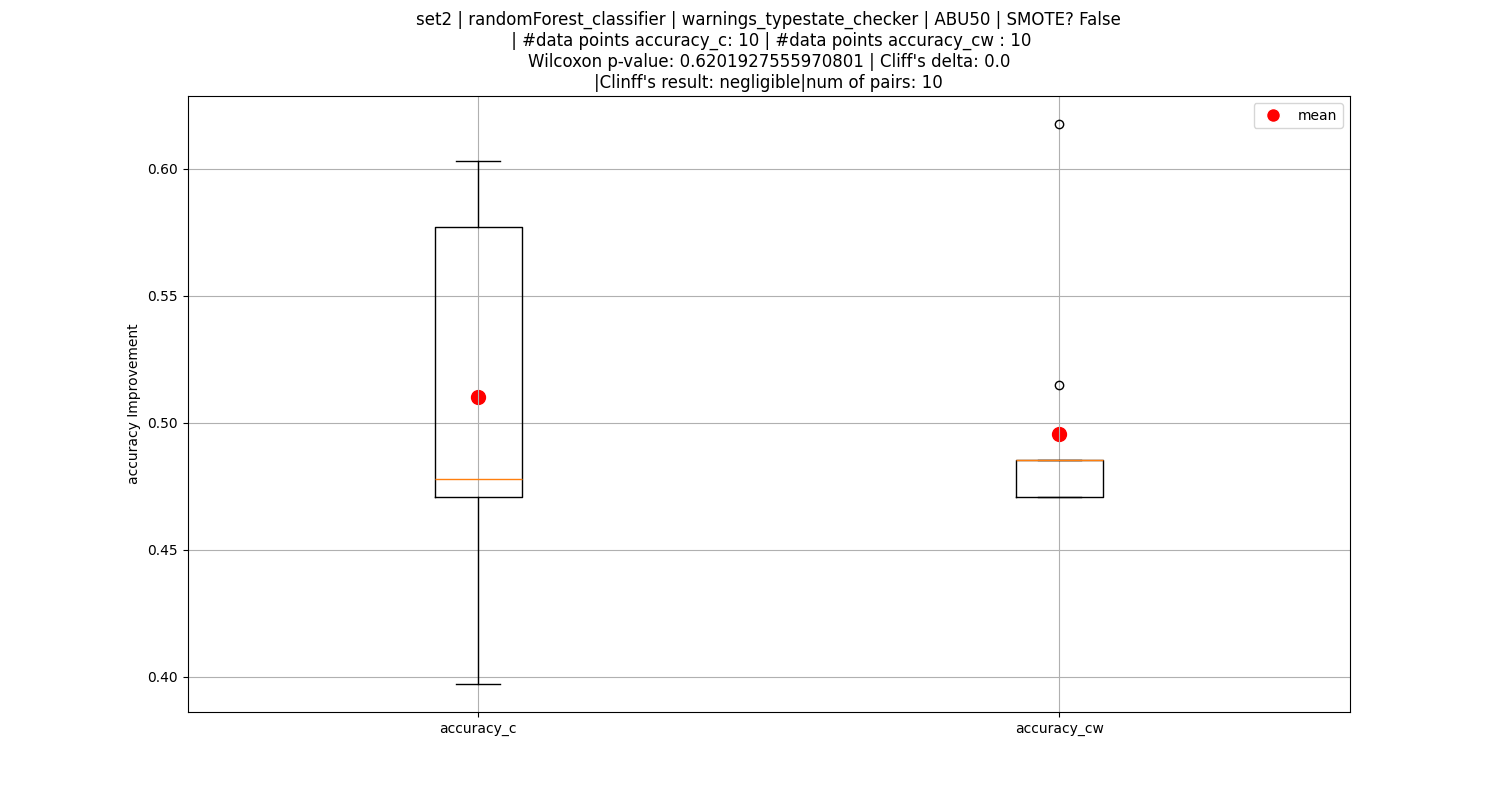 set2 | randomForest_classifier | warnings_typestate_checker | ABU50 | SMOTE? False
| #data points accuracy_c: 10 | #data points accuracy_cw : 10
Wilcoxon p-value: 0.6201927555970801 | Cliff's delta: 0.0
|Clinff's result: negligible|num of pairs: 10
mean
0.60
0.55
0.50
0.45
0.40
accuracy Improvement
accuracy_c
accuracy_cw